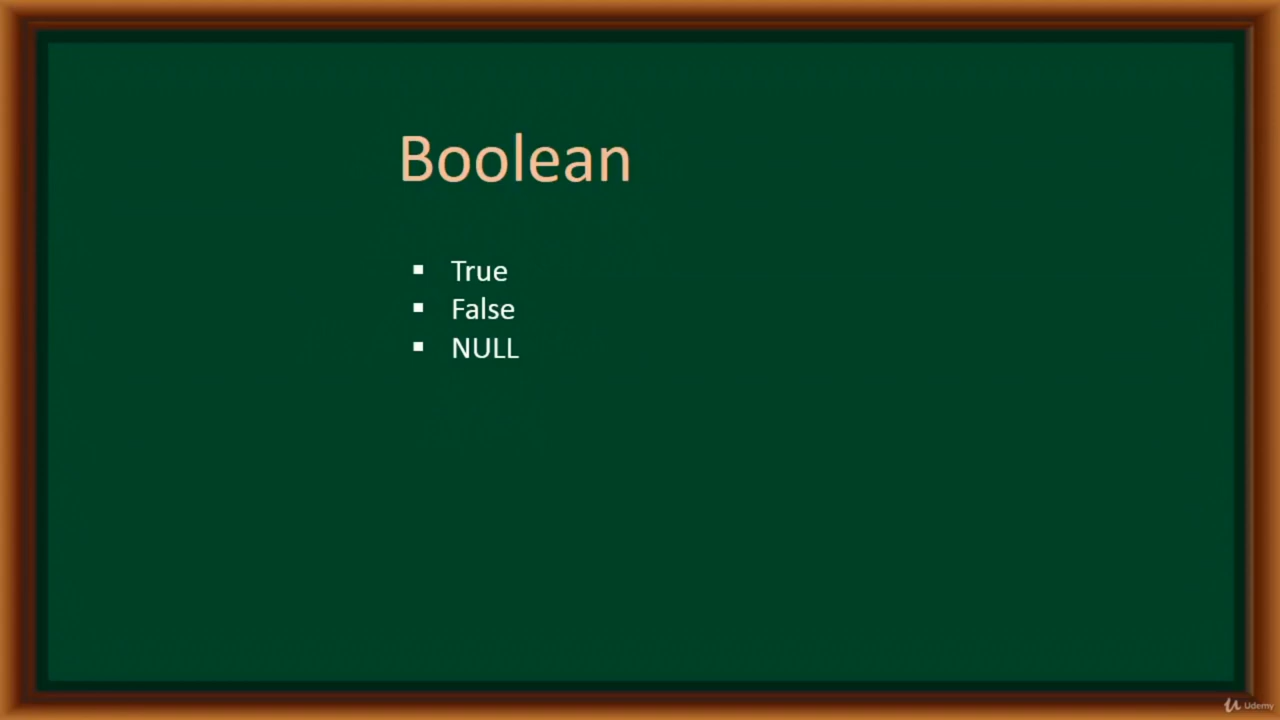 Boolean
▪ True
▪ False
▪ NULL
Udemy